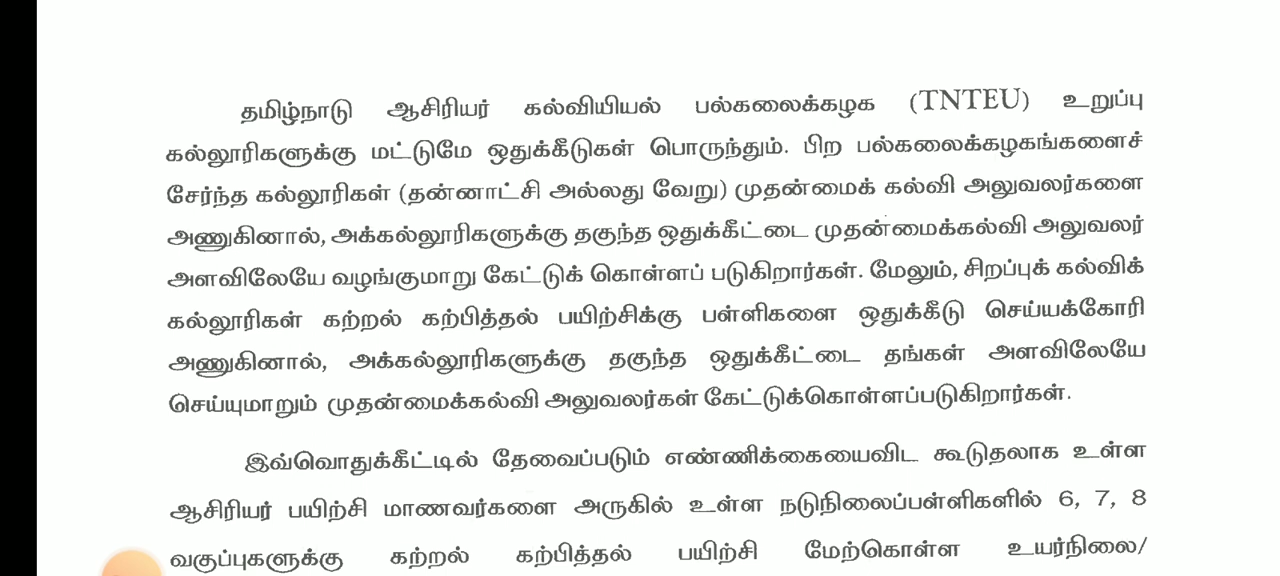 தமிழ்நாடு ஆசிரியர் கல்வியியல் பல்கலைக்கழக (TNTEU) உறுப்பு
கல்லூரிகளுக்கு மட்டுமே ஒதுக்கீடுகள் பொருந்தும். பிற பல்கலைக்கழகங்களைச்
சேர்ந்த கல்லூரிகள் (தன்னாட்சி அல்லது வேறு) முதன்மைக் கல்வி அலுவலர்களை
அணுகினால், அக்கல்லூரிகளுக்கு தகுந்த ஒதுக்கீட்டை முதன்மைக்கல்வி அலுவலர்
அளவிலேயே வழங்குமாறு கேட்டுக் கொள்ளப் படுகிறார்கள். மேலும், சிறப்புக் கல்விக்
கல்லூரிகள் கற்றல் கற்பித்தல் பயிற்சிக்கு பள்ளிகளை ஒதுக்கீடு செய்யக்கோரி
அணுகினால், அக்கல்லூரிகளுக்கு தகுந்த ஒதுக்கீட்டை தங்கள் அளவிலேயே
செய்யுமாறும் முதன்மைக்கல்வி அலுவலர்கள் கேட்டுக்கொள்ளப்படுகிறார்கள்.
இவ்வொதுக்கீட்டில் தேவைப்படும் எண்ணிக்கையைவிட கூடுதலாக உள்ள
ஆசிரியர் பயிற்சி மாணவர்களை அருகில் உள்ள நடுநிலைப்பள்ளிகளில் 6, 7, 8
வகுப்புகளுக்கு கற்றல் கற்பித்தல் பயிற்சி மேற்கொள்ள உயர்நிலை/